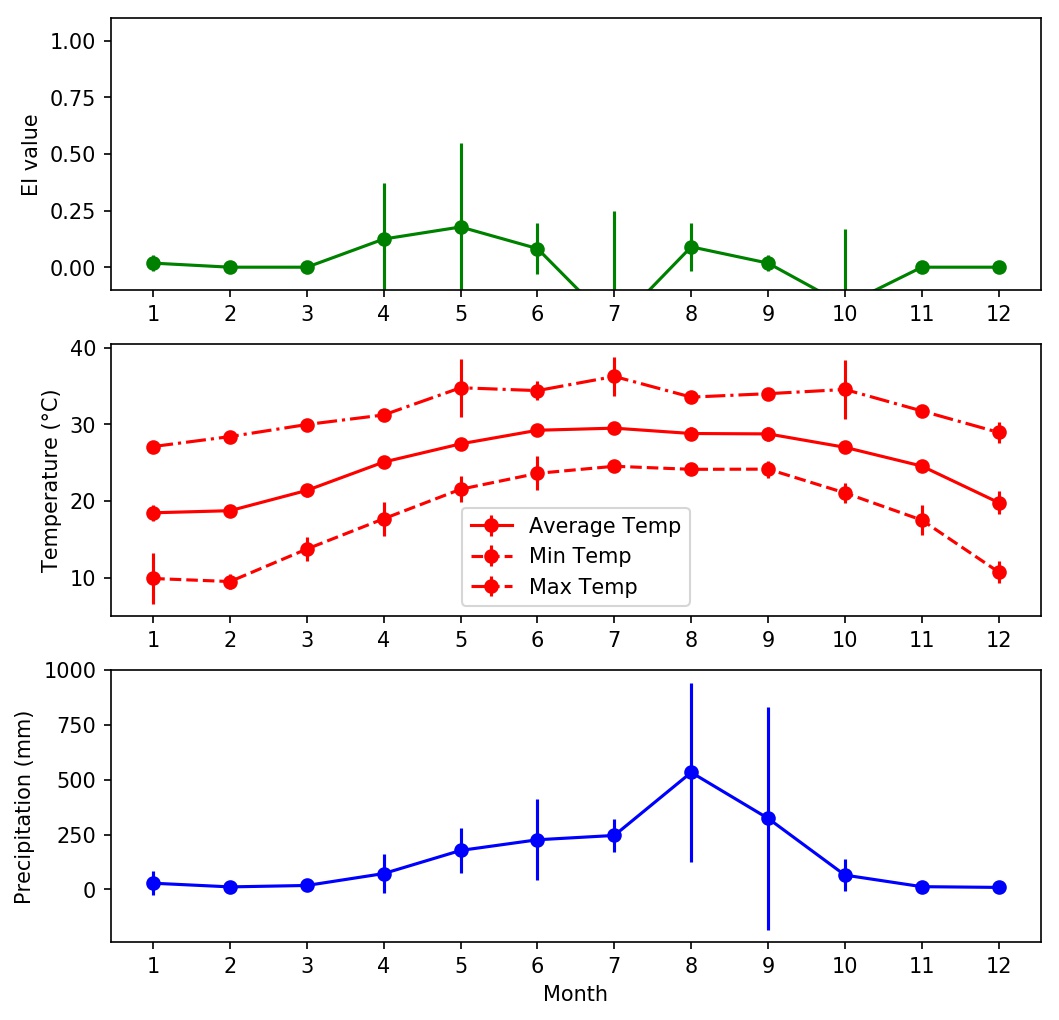 EI value
1.00
0.75
0.50
0.25
0.00
1 2 3 4 5 6 7 8 9 10 11 12
Temperature (°C)
40
30
20
10
Average Temp
Min Temp
Max Temp
1 2 3 4 5 6 7 8 9 10 11 12
Precipitation (mm)
1000
750
500
250
0
1 2 3 4 5 6 7 8 9 10 11 12
Month